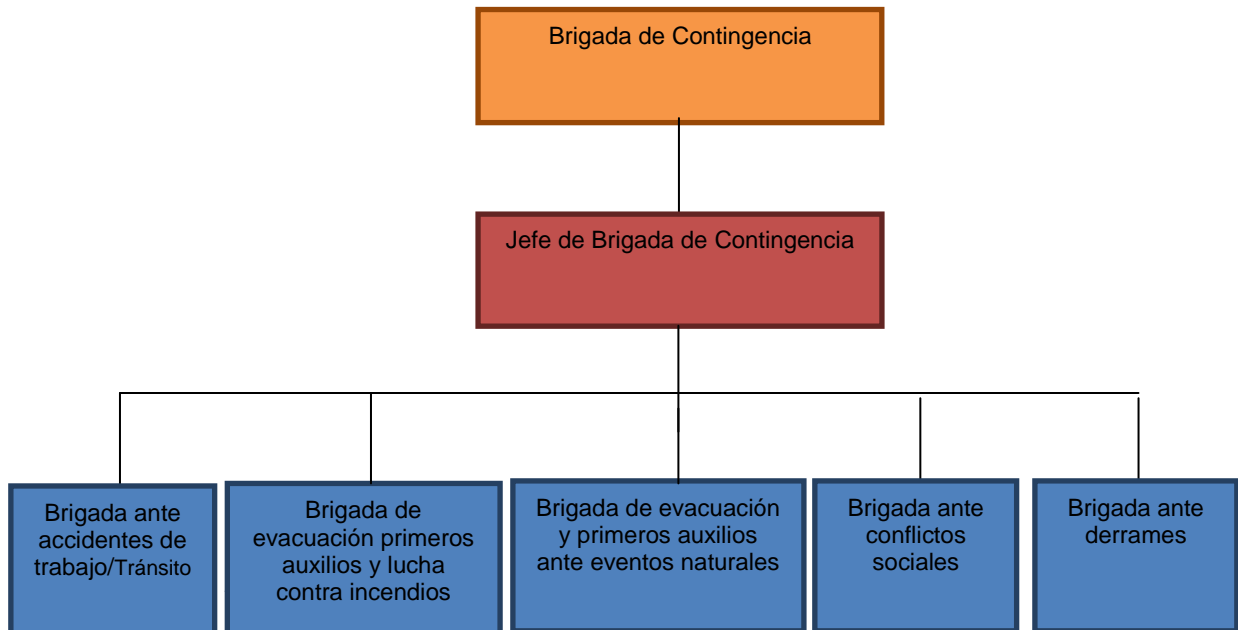 Brigada de Contingencia
Jefe de Brigada de Contingencia
Brigada ante
accidentes de
trabajo/Tránsito
Brigada de
evacuación primeros
auxilios y lucha
contra incendios
Brigada de evacuación
y primeros auxilios
ante eventos naturales
Brigada ante
conflictos
sociales
Brigada ante
derrames